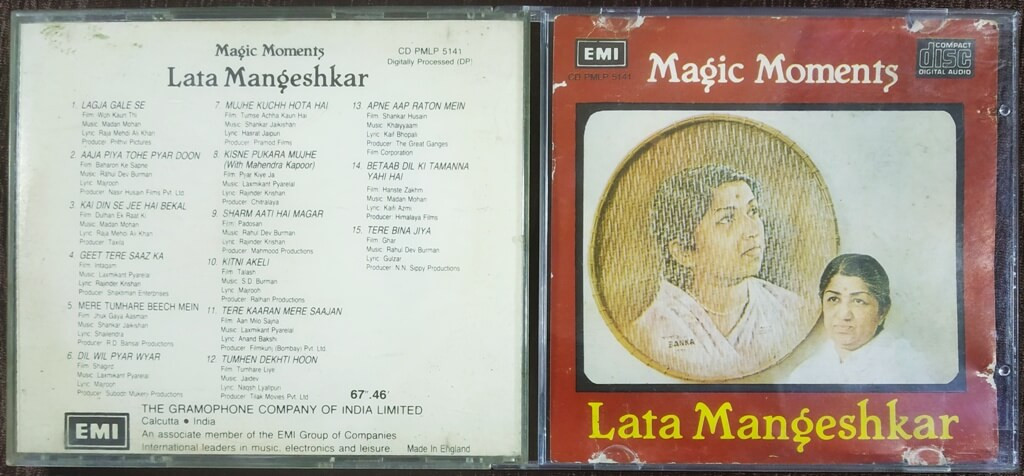 Magic Moments
CD PMLP 5141
Digitally Processed (DP)
Lata Mangeshkar
1. LAGJA GALE SE
Film: Woh Kaun Thi
Music: Madan Mohan
Lyric: Raja Mehdi Ali Khan
Producer: Prithvi Pictures
2. AAJA PIYA TOHE PYAR DOON
Film: Baharon Ke Sapne
Music: Rahul Dev Burman
Lyric: Majrooh
Producer: Nasir Husain Films Pvt. Ltd.
3. KAI DIN SE JEE HAI BEKAL
Film: Dulhan Ek Raat Ki
Music: Madan Mohan
Lyric: Raja Mehdi Ali Khan
Producer: Tasvirs
4. GEET TERE SAAZ KA
Film: Inteqam
Music: Laxmikant Pyarelal
Lyric: Rajinder Krishan
Producer: Shaktiman Enterprises
5. MERE TUMHARE BEECH MEIN
Film: Jhuk Gaya Aasman
Music: Shankar Jaikishan
Lyric: Shailendra
Producer: R.D. Bansal Productions
6. DIL WIL PYAR WYAR
Film: Shagird
Music: Laxmikant Pyarelal
Lyric: Majrooh
Producer: Subodh Mukerji Productions
7. MUJHE KUCHH HOTA HAI
Film: Tumse Achha Kaun Hai
Music: Shankar Jaikishan
Lyric: Hasrat Jaipuri
Producer: Pramod Films
8. KISNE PUKARA MUJHE
(With Mahendra Kapoor)
Film: Pyar Kiye Ja
Music: Laxmikant Pyarelal
Lyric: Rajinder Krishan
Producer: Chitralaya
9. SHARM AATI HAI MAGAR
Film: Padosan
Music: Rahul Dev Burman
Lyric: Rajinder Krishan
Producer: Mahmood Productions
10. KITNI AKELI
Film: Talash
Music: S.D. Burman
Lyric: Majrooh
Producer: Ralhan Productions
11. TERE KAARAN MERE SAAJAN
Film: Aan Milo Sajna
Music: Laxmikant Pyarelal
Lyric: Anand Bakshi
Producer: Filmkunj (Bombay) Pvt. Ltd.
12. TUMHEN DEKHTI HOON
Film: Tumhare Liye
Music: Jaidev
Lyric: Naqsh Lyallpuri
Producer: Trak Movies Pvt. Ltd.
13. APNE AAP RATON MEIN
Film: Shankar Husain
Music: Khaiyyaam
Lyric: Kaif Bhopali
Producer: The Great Ganges
Film Corporation
14. BETAAB DIL KI TAMANNA
YAHI HAI
Film: Hanste Zakhm
Music: Madan Mohan
Lyric: Kaifi Azmi
Producer: Himalaya Films
15. TERE BINA JIYA
Film: Ghar
Music: Rahul Dev Burman
Lyric: Gulzar
Producer: N.N. Sippy Productions
67".46'
EMI
THE GRAMOPHONE COMPANY OF INDIA LIMITED
Calcutta • India
An associate member of the EMI Group of Companies
International leaders in music, electronics and leisure.
Made In England
EMI
CD PMLP 5141
Magic Moments
COMPACT
disc
DIGITAL AUDIO
BANKA
Lata Mangeshkar